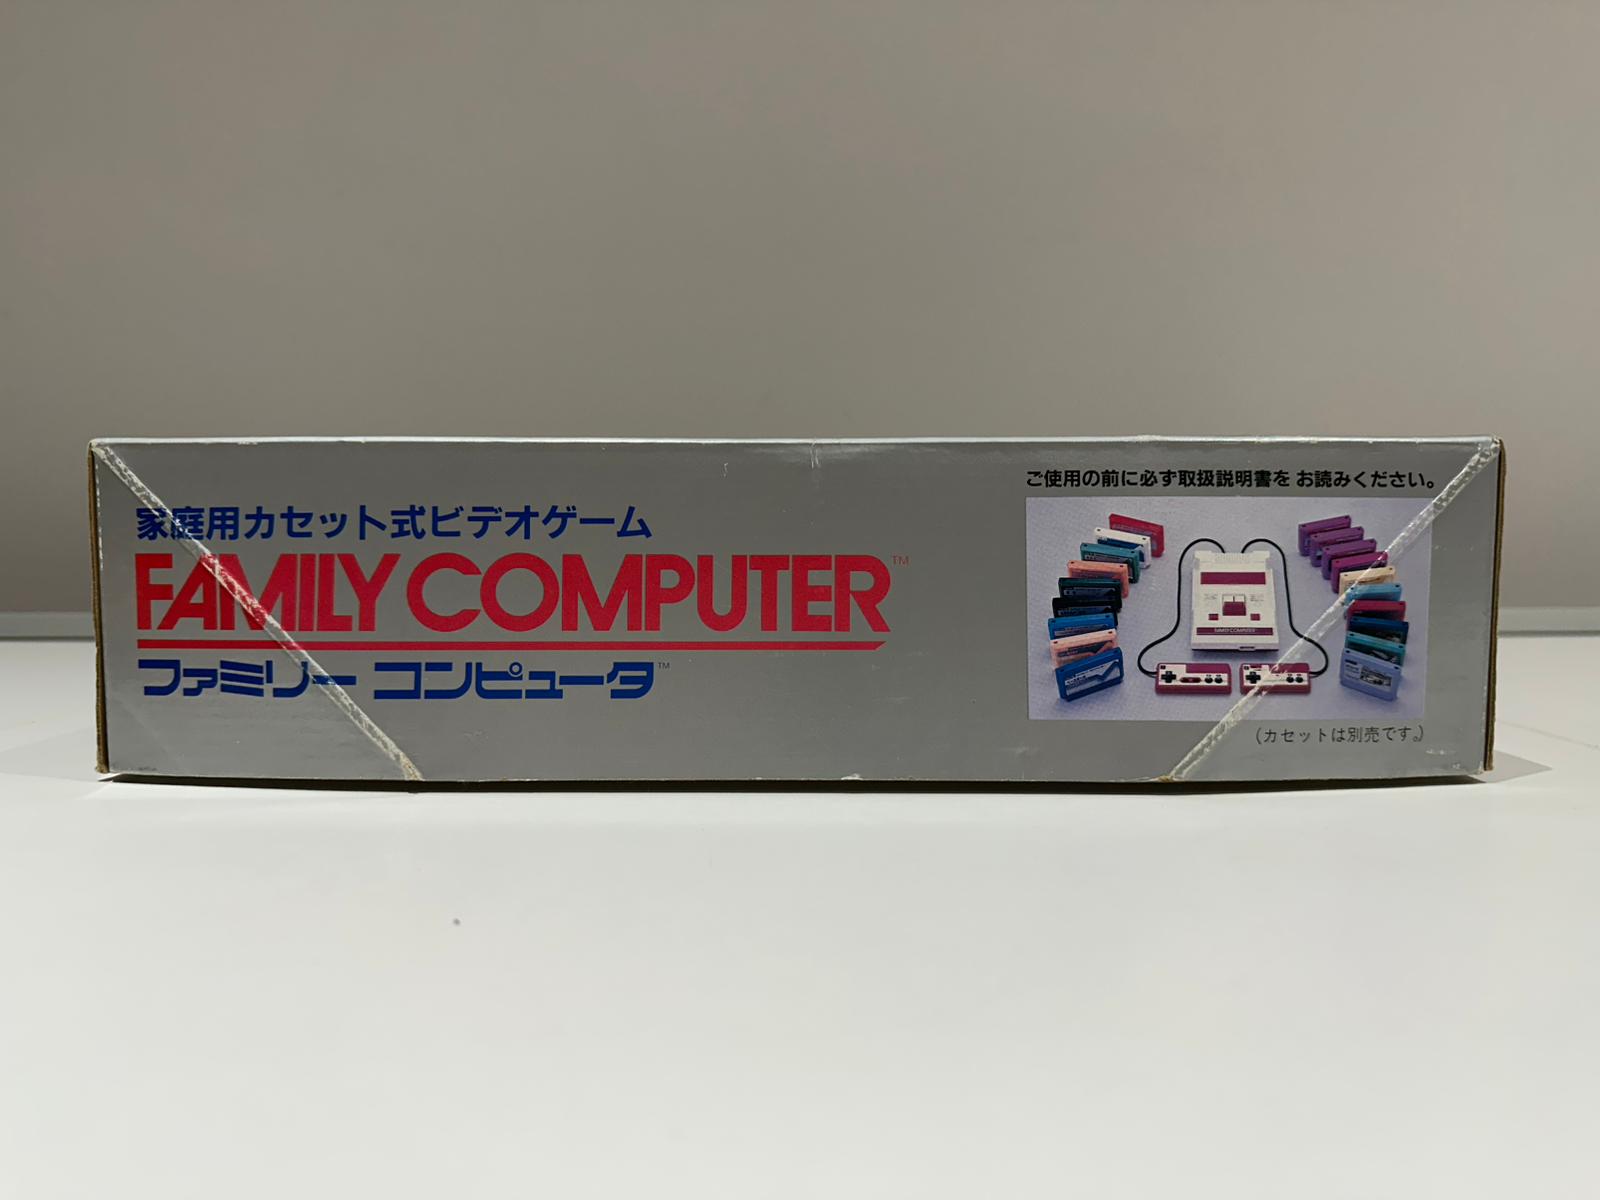 家庭用カセット式ビデオゲーム
FAMILY COMPUTER™
ファミリー コンピュータ™
ご使用の前に必ず取扱説明書を お読みください。
FAMILY COMPUTER
(カセットは別売です。)